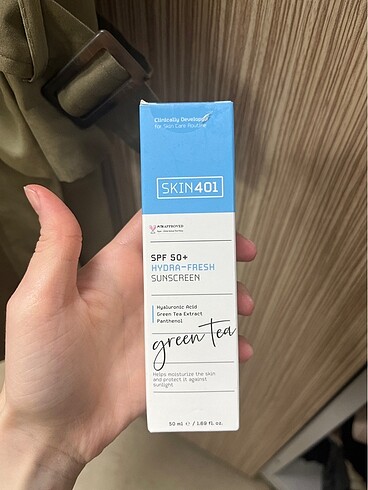 Clinically Developed
for Skin Care Routine
SKIN401
APPROVED
SPF 50+
HYDRA-FRESH
SUNSCREEN
Hyaluronic Acid
Green Tea Extract
Panthenol
green tea
Helps moisturize the skin
and protect it against
sunlight
50 ml ℮ / 1.69 fl. oz.